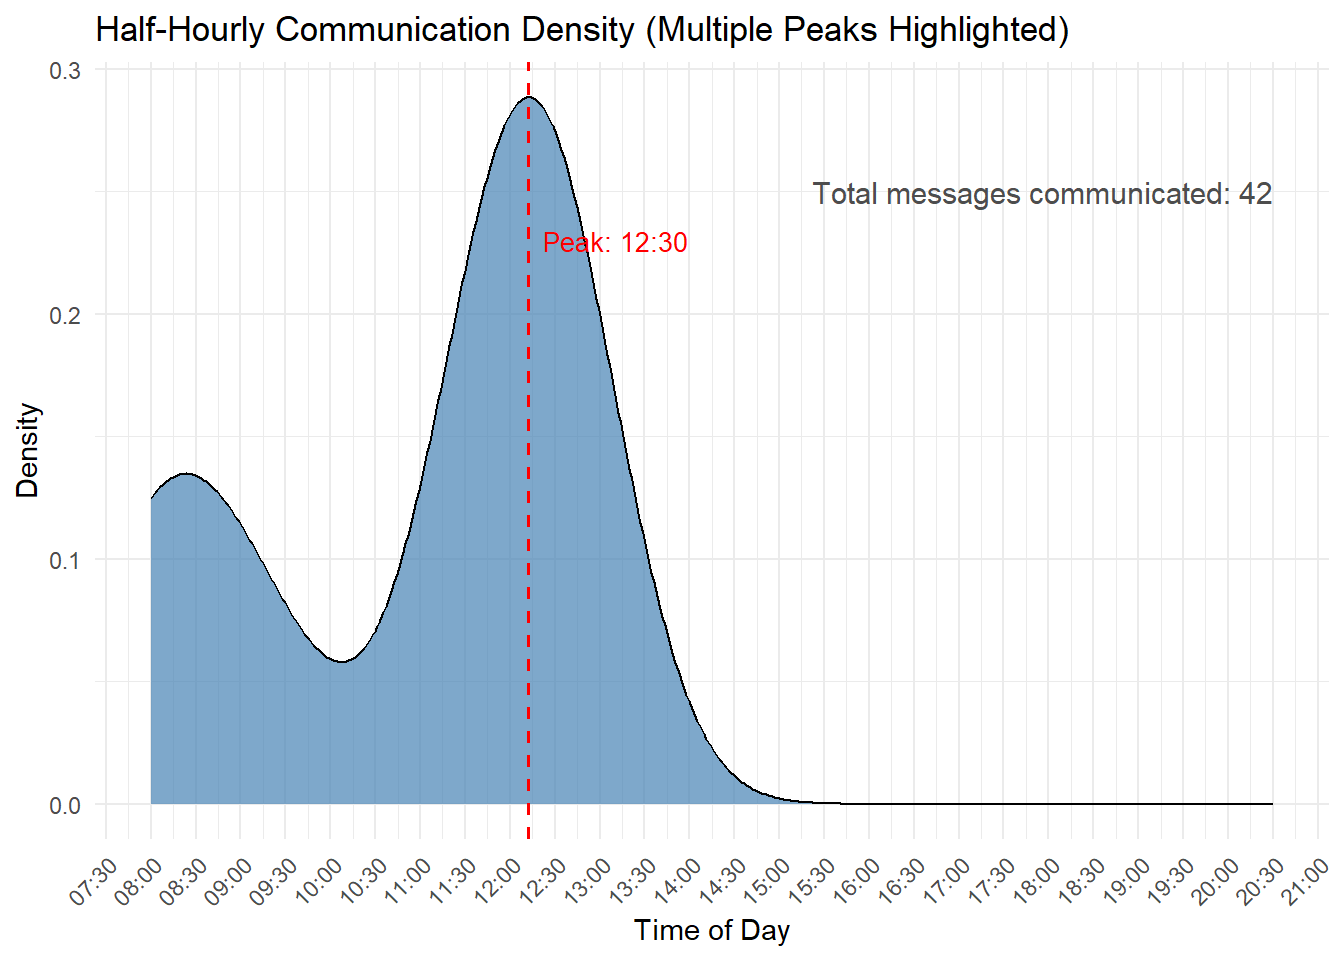 Half-Hourly Communication Density (Multiple Peaks Highlighted)
0.3
Total messages communicated: 42
Peak: 12:30
0.2
Density
0.1
0.0
07:30 08:00 08:30 09:00 09:30 10:00 10:30 11:00 11:30 12:00 12:30 13:00 13:30 14:00 14:30 15:00 15:30 16:00 16:30 17:00 17:30 18:00 18:30 19:00 19:30 20:00 20:30 21:00
Time of Day